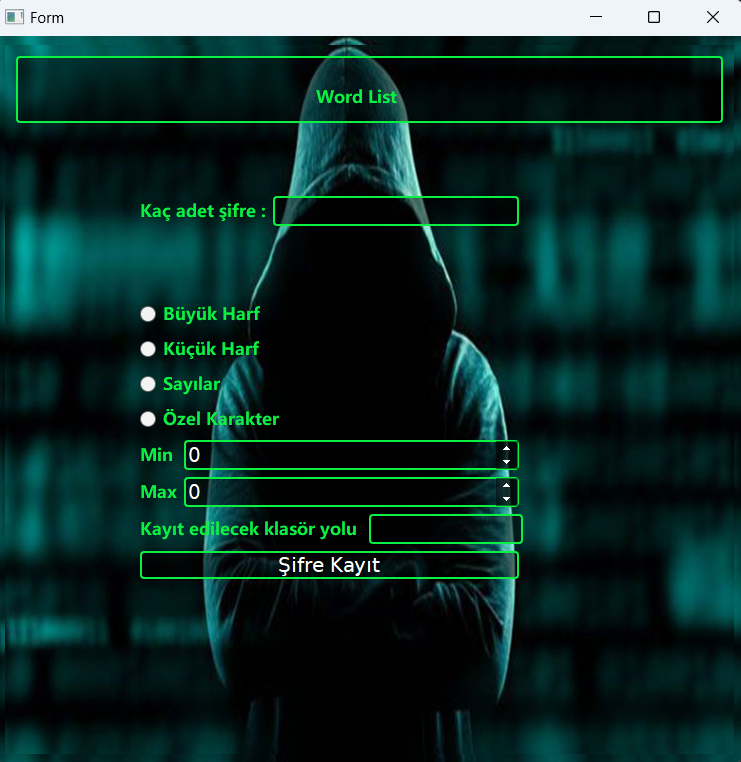 Form
Word List
Kaç adet şifre :
Büyük Harf
Küçük Harf
Sayılar
Özel Karakter
Min 0
Max 0
Kayıt edilecek klasör yolu
Şifre Kayıt